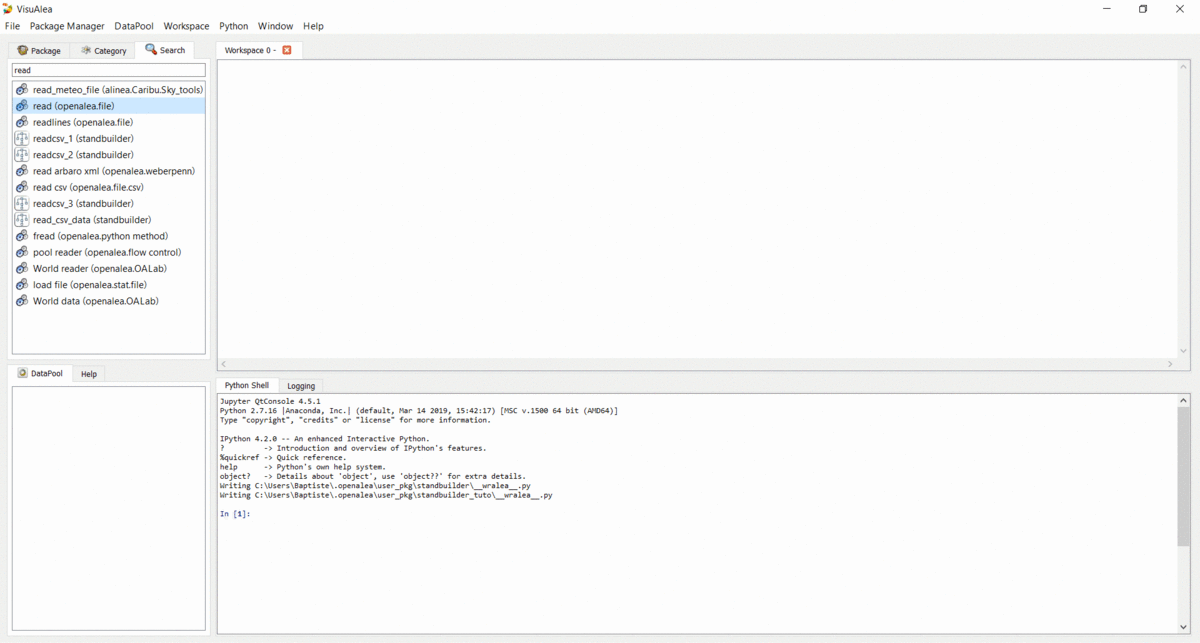 VisuAlea
File Package Manager DataPool Workspace Python Window Help
Package Category Search
read
read_meteo_file (alinea.Caribu.Sky_tools)
read (openalea.file)
readlines (openalea.file)
readcsv_1 (standbuilder)
readcsv_2 (standbuilder)
read arbaro xml (openalea.weberpenn)
read csv (openalea.file.csv)
readcsv_3 (standbuilder)
read_csv_data (standbuilder)
fread (openalea.python method)
pool reader (openalea.flow control)
World reader (openalea.OALab)
load file (openalea.stat.file)
World data (openalea.OALab)
DataPool Help
Workspace 0 -
Python Shell Logging
Jupyter QtConsole 4.5.1
Python 2.7.16 |Anaconda, Inc.| (default, Mar 14 2019, 15:42:17) [MSC v.1500 64 bit (AMD64)]
Type "copyright", "credits" or "license" for more information.
IPython 4.2.0 -- An enhanced Interactive Python.
? -> Introduction and overview of IPython's features.
%quickref -> Quick reference.
help -> Python's own help system.
object? -> Details about 'object', use 'object??' for extra details.
Writing C:\Users\Baptiste\.openalea\user_pkg\standbuilder\__wralea__.py
Writing C:\Users\Baptiste\.openalea\user_pkg\standbuilder_tuto\__wralea__.py
In [1]: